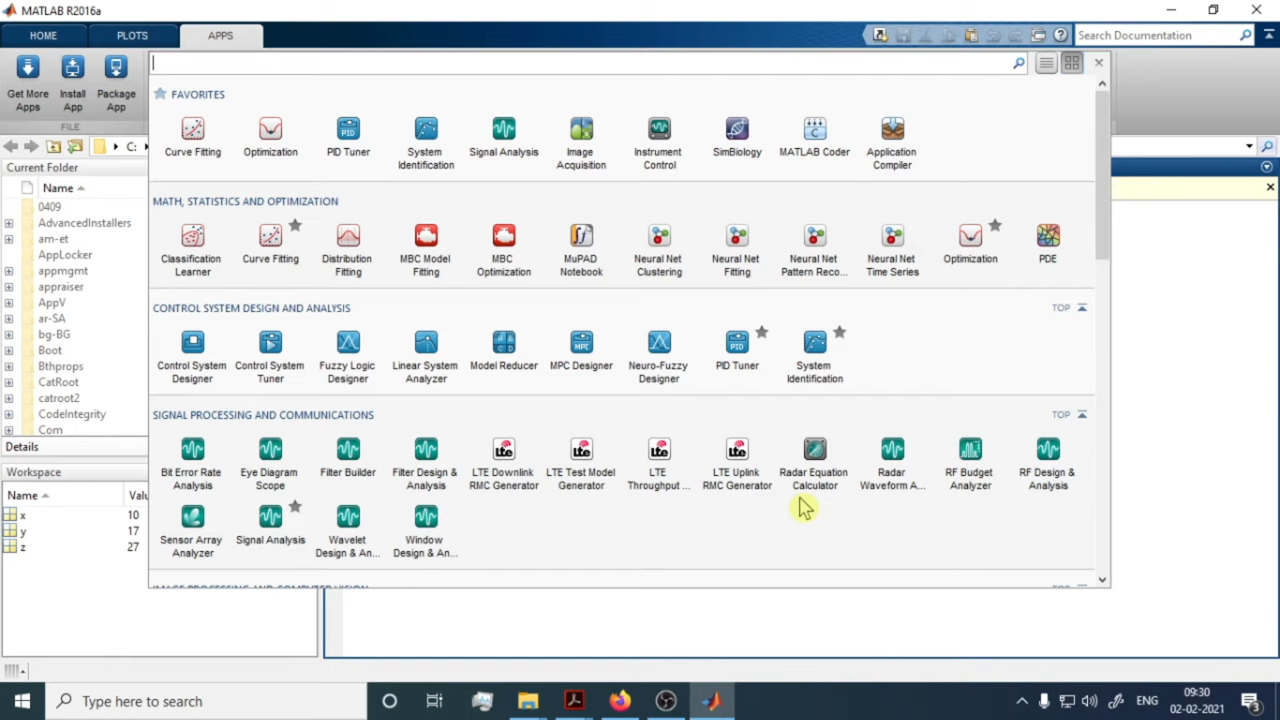 MATLAB R2016a
HOME
PLOTS
APPS
Search Documentation
Get More
Apps
Install
App
Package
App
FILE
C:
Current Folder
Name
0409
AdvancedInstallers
am-et
AppLocker
appmgmt
appraiser
AppV
ar-SA
bg-BG
Boot
Bthprops
CatRoot
catroot2
CodeIntegrity
Com
Details
Workspace
Name
Valu
x 10
y 17
z 27
FAVORITES
Curve Fitting
Optimization
PID Tuner
System
Identification
Signal Analysis
Image
Acquisition
Instrument
Control
SimBiology
MATLAB Coder
Application
Compiler
MATH, STATISTICS AND OPTIMIZATION
Classification
Learner
Curve Fitting
Distribution
Fitting
MBC Model
Fitting
MBC
Optimization
MuPAD
Notebook
Neural Net
Clustering
Neural Net
Fitting
Neural Net
Pattern Reco...
Neural Net
Time Series
Optimization
PDE
CONTROL SYSTEM DESIGN AND ANALYSIS
TOP
Control System
Designer
Control System
Tuner
Fuzzy Logic
Designer
Linear System
Analyzer
Model Reducer
MPC Designer
Neuro-Fuzzy
Designer
PID Tuner
System
Identification
SIGNAL PROCESSING AND COMMUNICATIONS
TOP
Bit Error Rate
Analysis
Eye Diagram
Scope
Filter Builder
Filter Design &
Analysis
LTE Downlink
RMC Generator
LTE Test Model
Generator
LTE
Throughput ...
LTE Uplink
RMC Generator
Radar Equation
Calculator
Radar
Waveform A...
RF Budget
Analyzer
RF Design &
Analysis
Sensor Array
Analyzer
Signal Analysis
Wavelet
Design & An...
Window
Design & An...
IMAGE PROCESSING AND COMPUTER VISION
TOP
Type here to search
ENG
09:30
02-02-2021
3